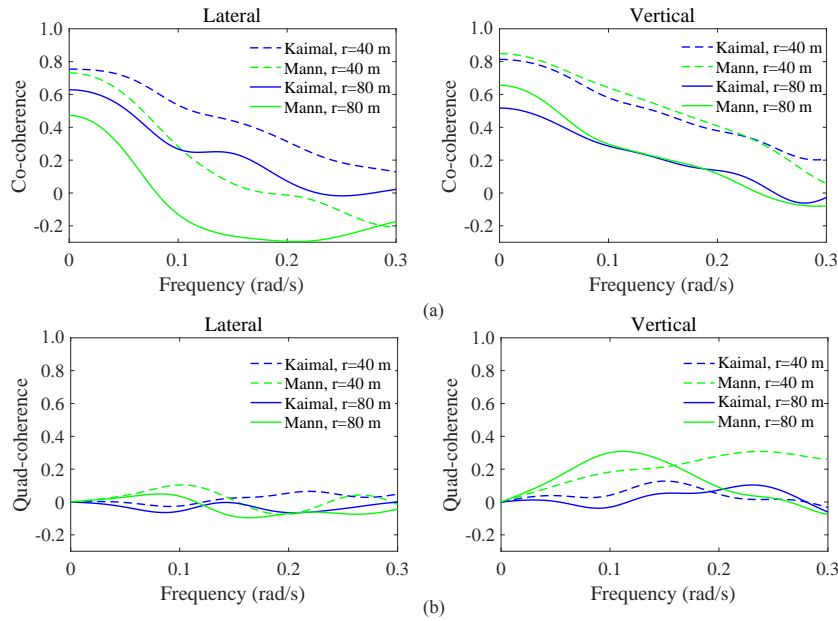 Lateral
Co-coherence
1.0
0.8
0.6
0.4
0.2
0
-0.2
Kaimal, r=40 m
Mann, r=40 m
Kaimal, r=80 m
Mann, r=80 m
0 0.1 0.2 0.3
Frequency (rad/s)
Vertical
Co-coherence
1.0
0.8
0.6
0.4
0.2
0
-0.2
Kaimal, r=40 m
Mann, r=40 m
Kaimal, r=80 m
Mann, r=80 m
0 0.1 0.2 0.3
Frequency (rad/s)
(a)
Lateral
Quad-coherence
1.0
0.8
0.6
0.4
0.2
0
-0.2
Kaimal, r=40 m
Mann, r=40 m
Kaimal, r=80 m
Mann, r=80 m
0 0.1 0.2 0.3
Frequency (rad/s)
Vertical
Quad-coherence
1.0
0.8
0.6
0.4
0.2
0
-0.2
Kaimal, r=40 m
Mann, r=40 m
Kaimal, r=80 m
Mann, r=80 m
0 0.1 0.2 0.3
Frequency (rad/s)
(b)